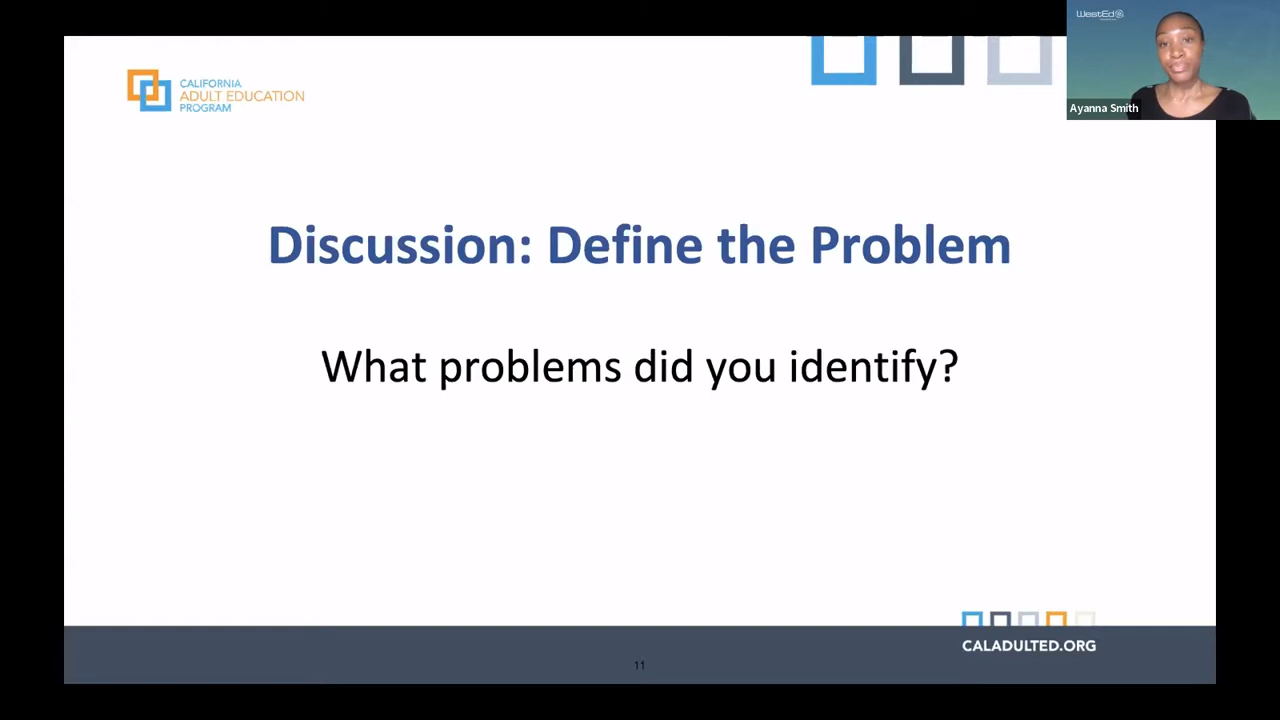 WestEd
Ayanna Smith
CALIFORNIA
ADULT EDUCATION
PROGRAM
Discussion: Define the Problem
What problems did you identify?
CALADULTED.ORG
11